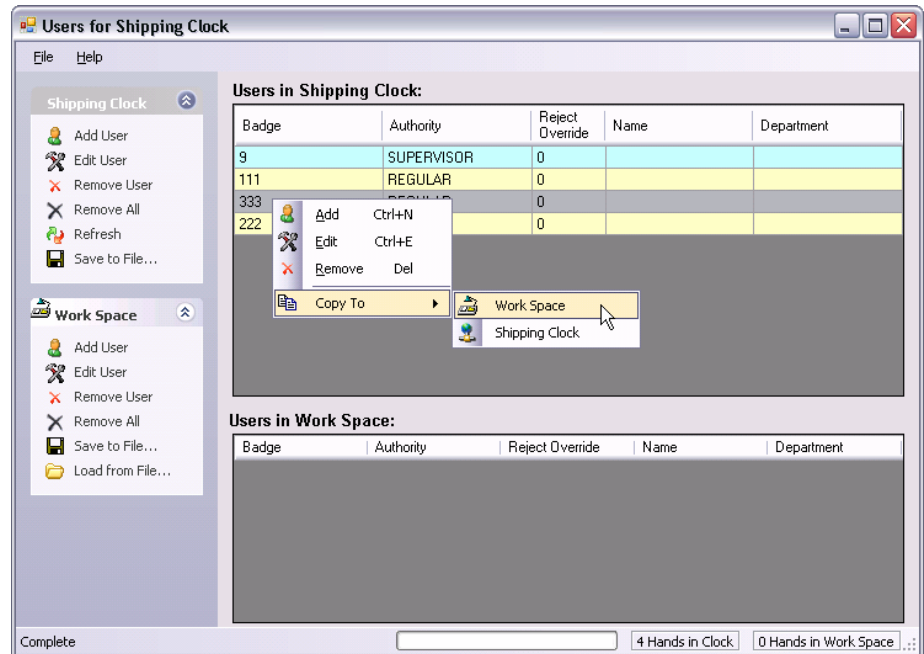 Users for Shipping Clock
File Help
Shipping Clock
Add User
Edit User
Remove User
Remove All
Refresh
Save to File...
Work Space
Add User
Edit User
Remove User
Remove All
Save to File...
Load from File...
Users in Shipping Clock:
Badge Authority Reject Override Name Department
9 SUPERVISOR 0
111 REGULAR 0
333 REGULAR 0
222 0
Add Ctrl+N
Edit Ctrl+E
Remove Del
Copy To
Work Space
Shipping Clock
Users in Work Space:
Badge Authority Reject Override Name Department
Complete 4 Hands in Clock 0 Hands in Work Space